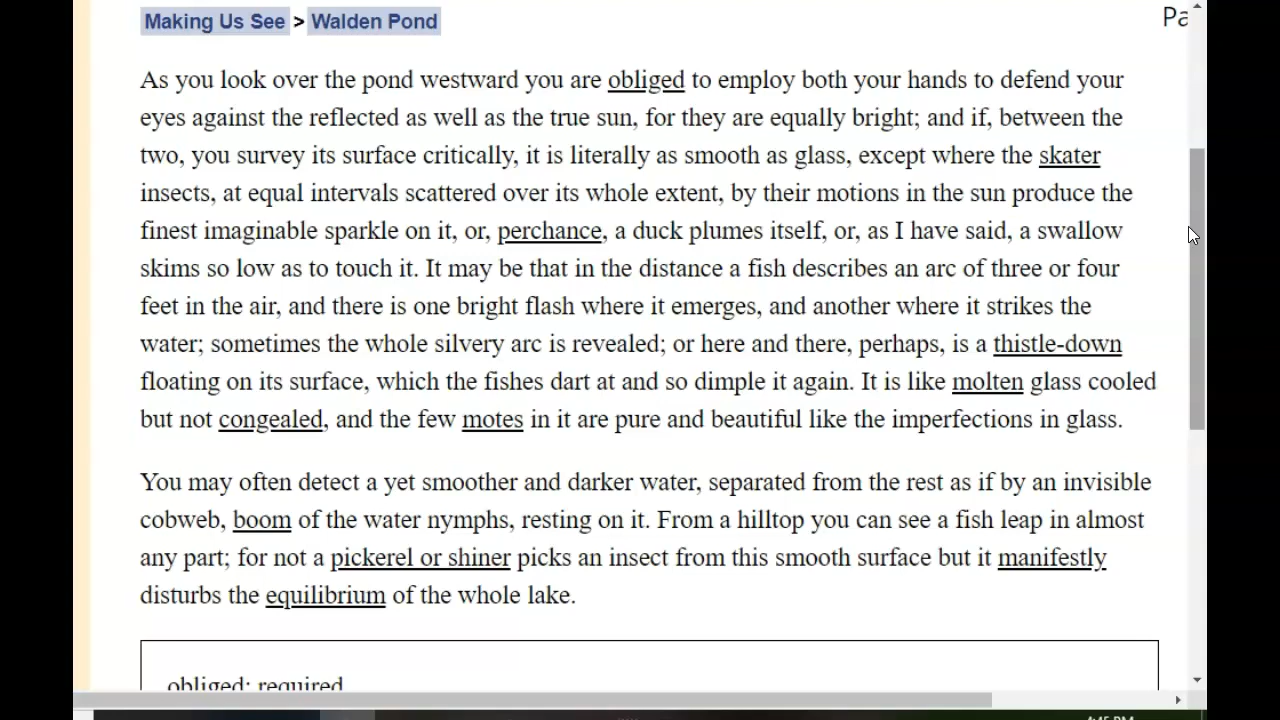 Making Us See > Walden Pond
Pa
As you look over the pond westward you are obliged to employ both your hands to defend your
eyes against the reflected as well as the true sun, for they are equally bright; and if, between the
two, you survey its surface critically, it is literally as smooth as glass, except where the skater
insects, at equal intervals scattered over its whole extent, by their motions in the sun produce the
finest imaginable sparkle on it, or, perchance, a duck plumes itself, or, as I have said, a swallow
skims so low as to touch it. It may be that in the distance a fish describes an arc of three or four
feet in the air, and there is one bright flash where it emerges, and another where it strikes the
water; sometimes the whole silvery arc is revealed; or here and there, perhaps, is a thistle-down
floating on its surface, which the fishes dart at and so dimple it again. It is like molten glass cooled
but not congealed, and the few motes in it are pure and beautiful like the imperfections in glass.
You may often detect a yet smoother and darker water, separated from the rest as if by an invisible
cobweb, boom of the water nymphs, resting on it. From a hilltop you can see a fish leap in almost
any part; for not a pickerel or shiner picks an insect from this smooth surface but it manifestly
disturbs the equilibrium of the whole lake.
obliged: required